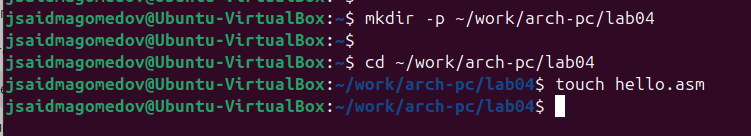 jsaidmagomedov@Ubuntu-VirtualBox:~$ mkdir -p ~/work/arch-pc/lab04
jsaidmagomedov@Ubuntu-VirtualBox:~$
jsaidmagomedov@Ubuntu-VirtualBox:~$ cd ~/work/arch-pc/lab04
jsaidmagomedov@Ubuntu-VirtualBox:~/work/arch-pc/lab04$ touch hello.asm
jsaidmagomedov@Ubuntu-VirtualBox:~/work/arch-pc/lab04$